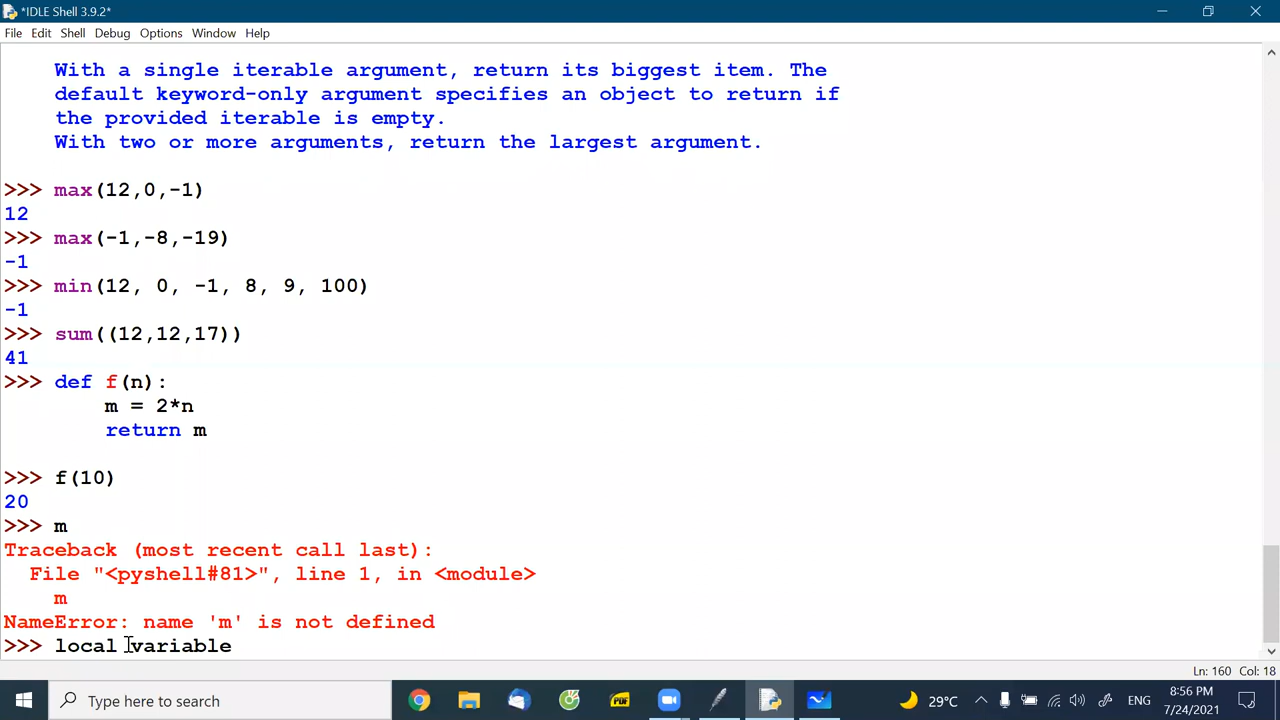 *IDLE Shell 3.9.2*
File Edit Shell Debug Options Window Help
With a single iterable argument, return its biggest item. The
default keyword-only argument specifies an object to return if
the provided iterable is empty.
With two or more arguments, return the largest argument.
>>> max(12,0,-1)
12
>>> max(-1,-8,-19)
-1
>>> min(12, 0, -1, 8, 9, 100)
-1
>>> sum((12,12,17))
41
>>> def f(n):
m = 2*n
return m
>>> f(10)
20
>>> m
Traceback (most recent call last):
File "<pyshell#81>", line 1, in <module>
m
NameError: name 'm' is not defined
>>> local variable
Ln: 160 Col: 18
Type here to search
PDF
29°C
ENG
8:56 PM
7/24/2021